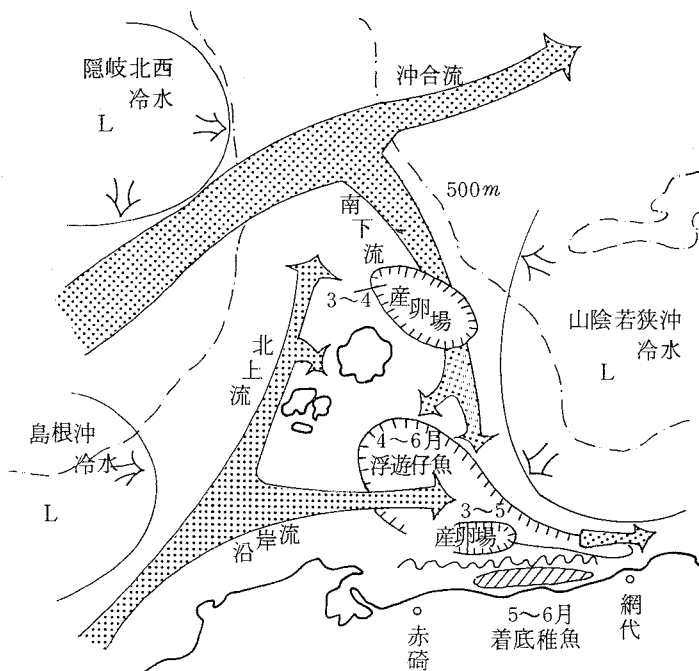 隠岐北西
冷水
L
沖合流
500m
南下流
3〜4
産卵場
北上流
山陰若狭沖
冷水
L
島根沖
冷水
L
4〜6月
浮遊仔魚
3〜5
産卵場
沿岸流
赤碕
5〜6月
着底稚魚
網代